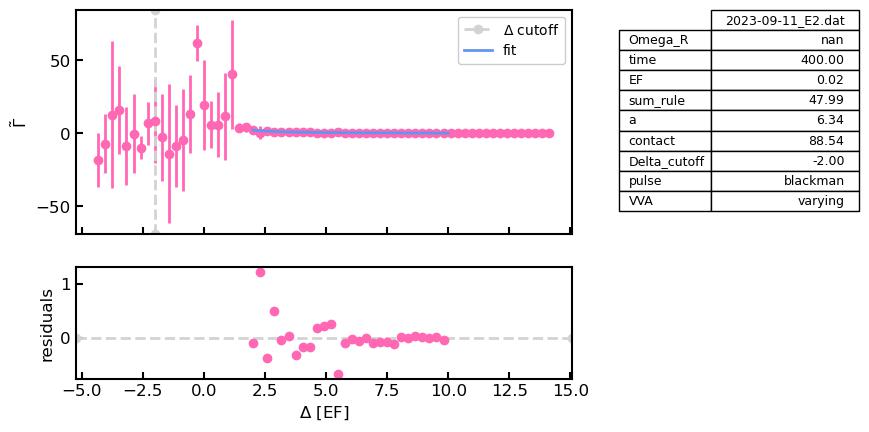 50
0
−50
Γ̃
Δ cutoff
fit
2023-09-11_E2.dat
Omega_R nan
time 400.00
EF 0.02
sum_rule 47.99
a 6.34
contact 88.54
Delta_cutoff -2.00
pulse blackman
VVA varying
1
0
residuals
−5.0 −2.5 0.0 2.5 5.0 7.5 10.0 12.5 15.0
Δ [EF]